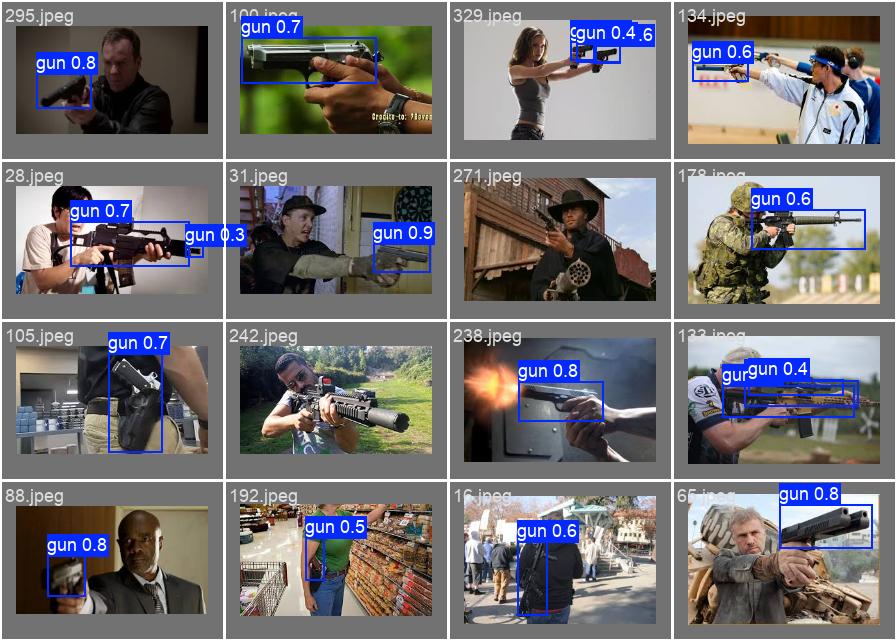 295.jpeg
gun 0.8
100.jpeg
gun 0.7
Credits to: 
329.jpeg
gun 0.4
.6
134.jpeg
gun 0.6
28.jpeg
gun 0.7
gun 0.3
31.jpeg
gun 0.9
271.jpeg
178.jpeg
gun 0.6
105.jpeg
gun 0.7
242.jpeg
238.jpeg
gun 0.8
133.jpeg
gun 0.4
88.jpeg
gun 0.8
192.jpeg
gun 0.5
16.jpeg
gun 0.6
65.jpeg
gun 0.8